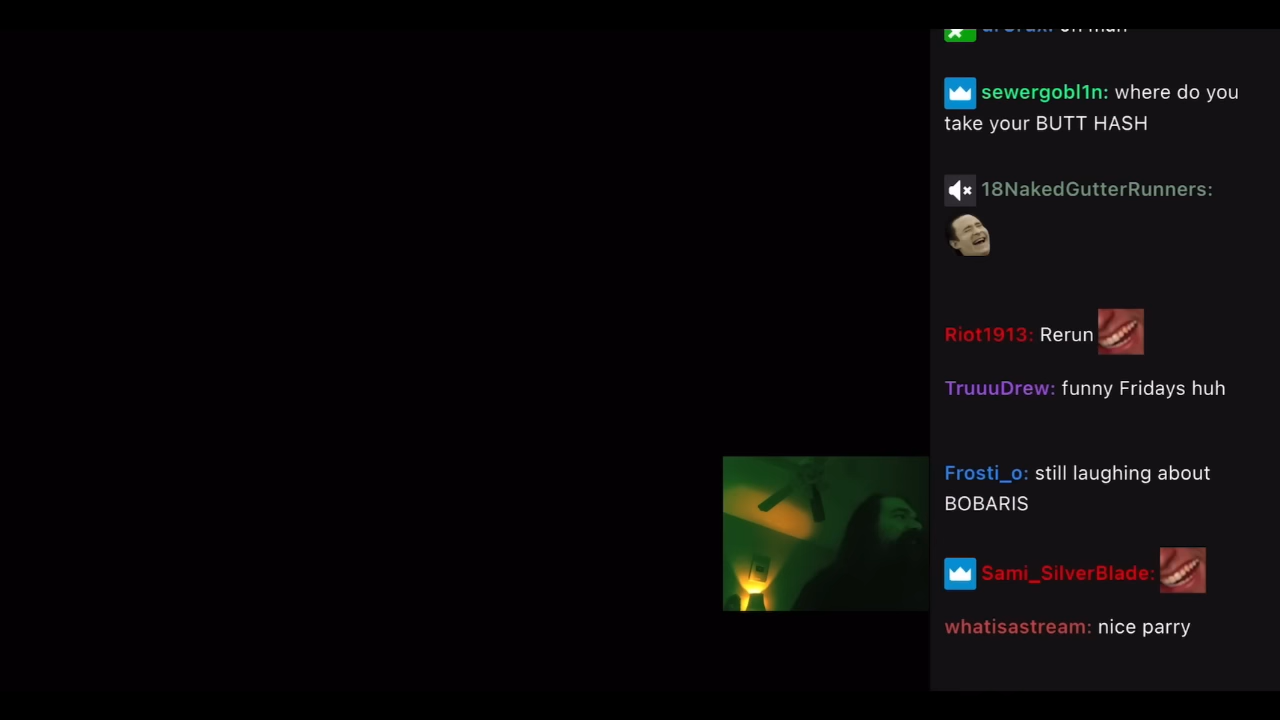 sewergobl1n: where do you
take your BUTT HASH
18NakedGutterRunners:
Riot1913: Rerun
TruuuDrew: funny Fridays huh
Frosti_o: still laughing about
BOBARIS
Sami_SilverBlade:
whatisastream: nice parry